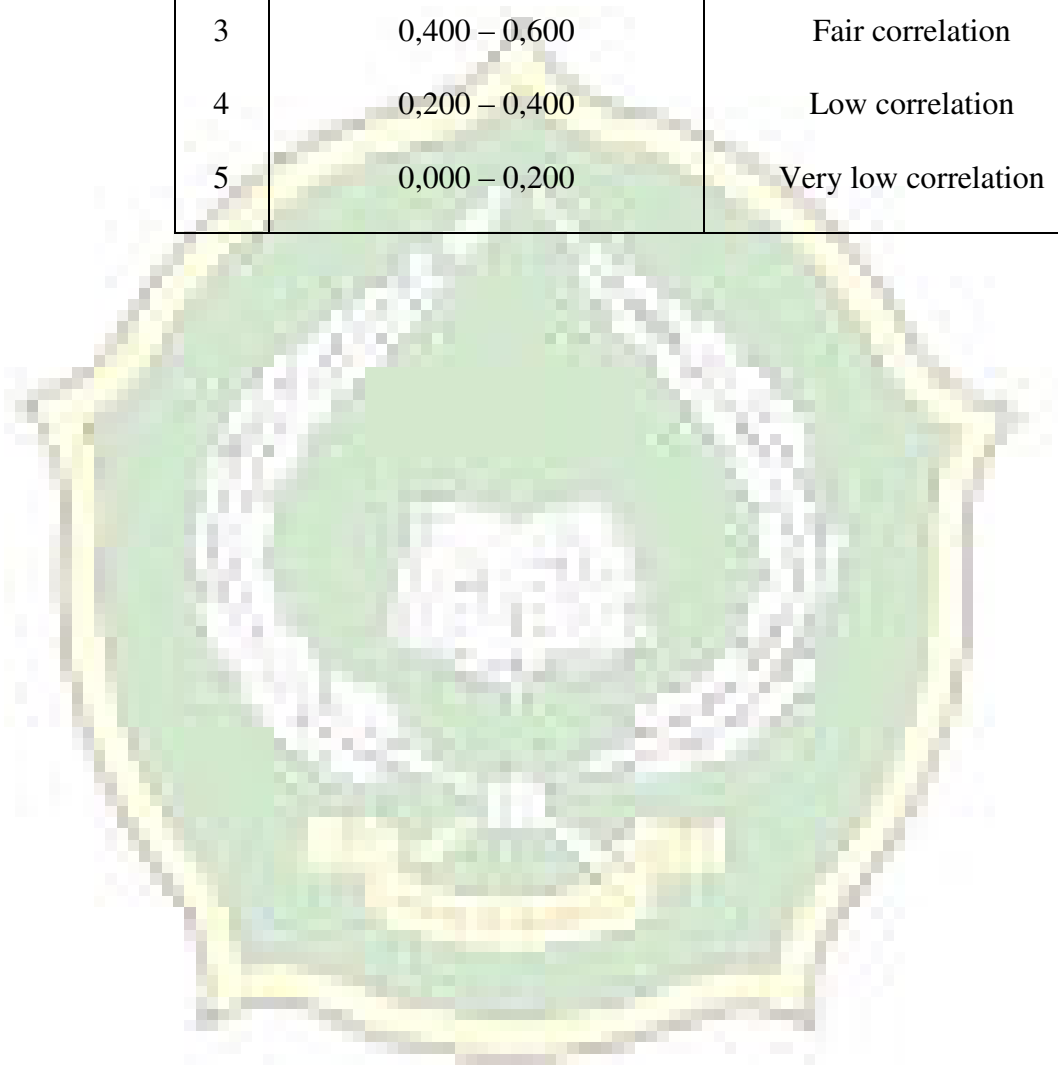 3 0,400 – 0,600 Fair correlation
4 0,200 – 0,400 Low correlation
5 0,000 – 0,200 Very low correlation